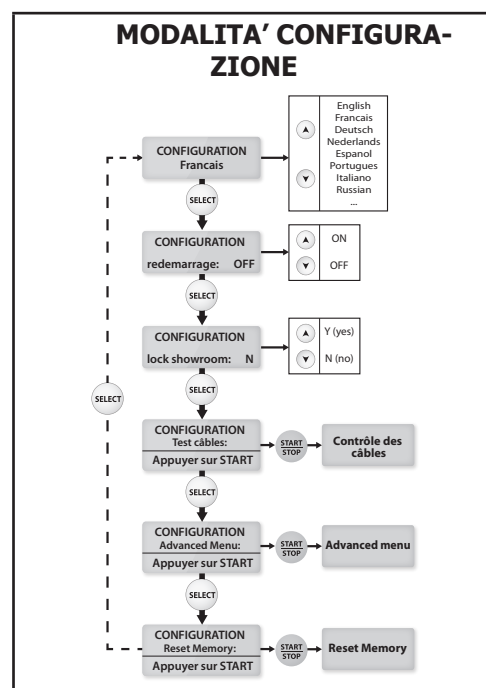 MODALITA’ CONFIGURA-
ZIONE
CONFIGURATION
Francais
English
Francais
Deutsch
Nederlands
Espanol
Portugues
Italiano
Russian
...
SELECT
CONFIGURATION
redemarrage: OFF
ON
OFF
SELECT
CONFIGURATION
lock showroom: N
Y (yes)
N (no)
SELECT
SELECT
CONFIGURATION
Test câbles:
Appuyer sur START
START
STOP
Contrôle des
câbles
SELECT
CONFIGURATION
Advanced Menu:
Appuyer sur START
START
STOP
Advanced menu
SELECT
CONFIGURATION
Reset Memory:
Appuyer sur START
START
STOP
Reset Memory